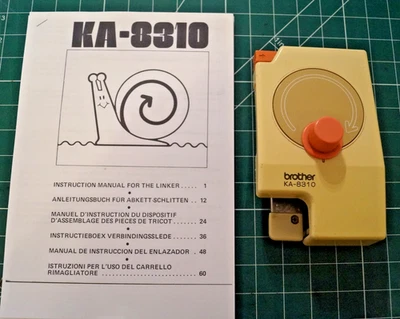 KA-8310
INSTRUCTION MANUAL FOR THE LINKER ..... 1
ANLEITUNGSBUCH FÜR ABKETT-SCHLITTEN .. 12
MANUEL D'INSTRUCTION DU DISPOSITIF
D'ASSEMBLAGE DES PIECES DE TRICOT .... 24
INSTRUCTIEBOEX VERBINDINGSSLEDE .... 36
MANUAL DE INSTRUCCION DEL ENLAZADOR . 48
ISTRUZIONI PER L'USO DEL CARRELLO
RIMAGLIATORE .................... 60
brother
KA-8310